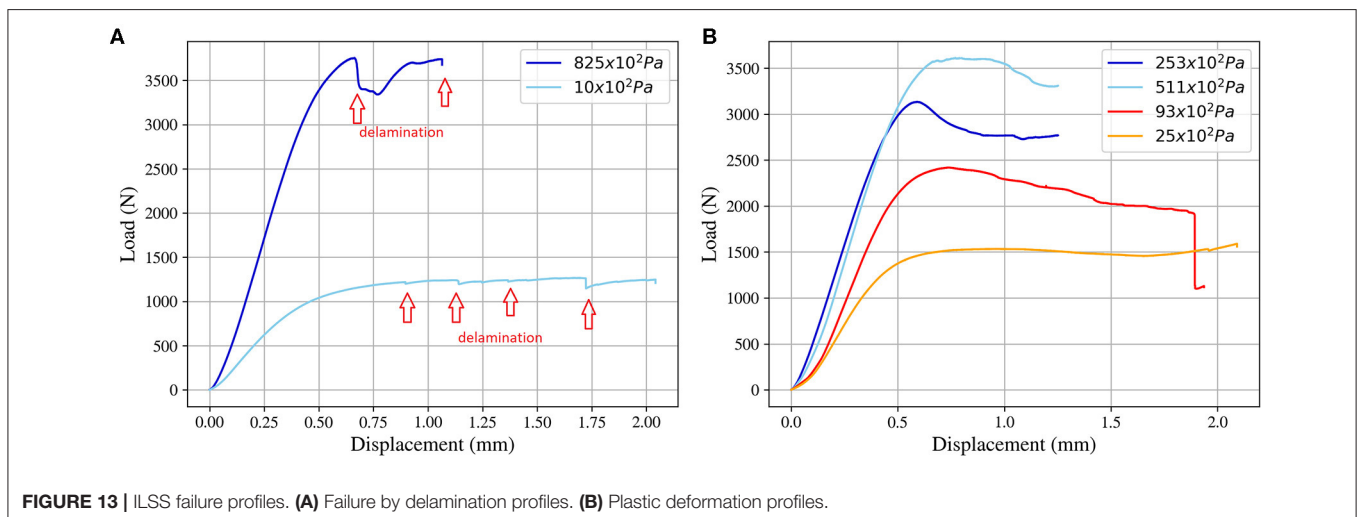 A
B
3500
3000
2500
2000
1500
1000
500
0
Load (N)
825x10²Pa
10x10²Pa
delamination
delamination
0.00 0.25 0.50 0.75 1.00 1.25 1.50 1.75 2.00
Displacement (mm)
3500
3000
2500
2000
1500
1000
500
0
Load (N)
253x10²Pa
511x10²Pa
93x10²Pa
25x10²Pa
0.0 0.5 1.0 1.5 2.0
Displacement (mm)
FIGURE 13 | ILSS failure profiles. (A) Failure by delamination profiles. (B) Plastic deformation profiles.